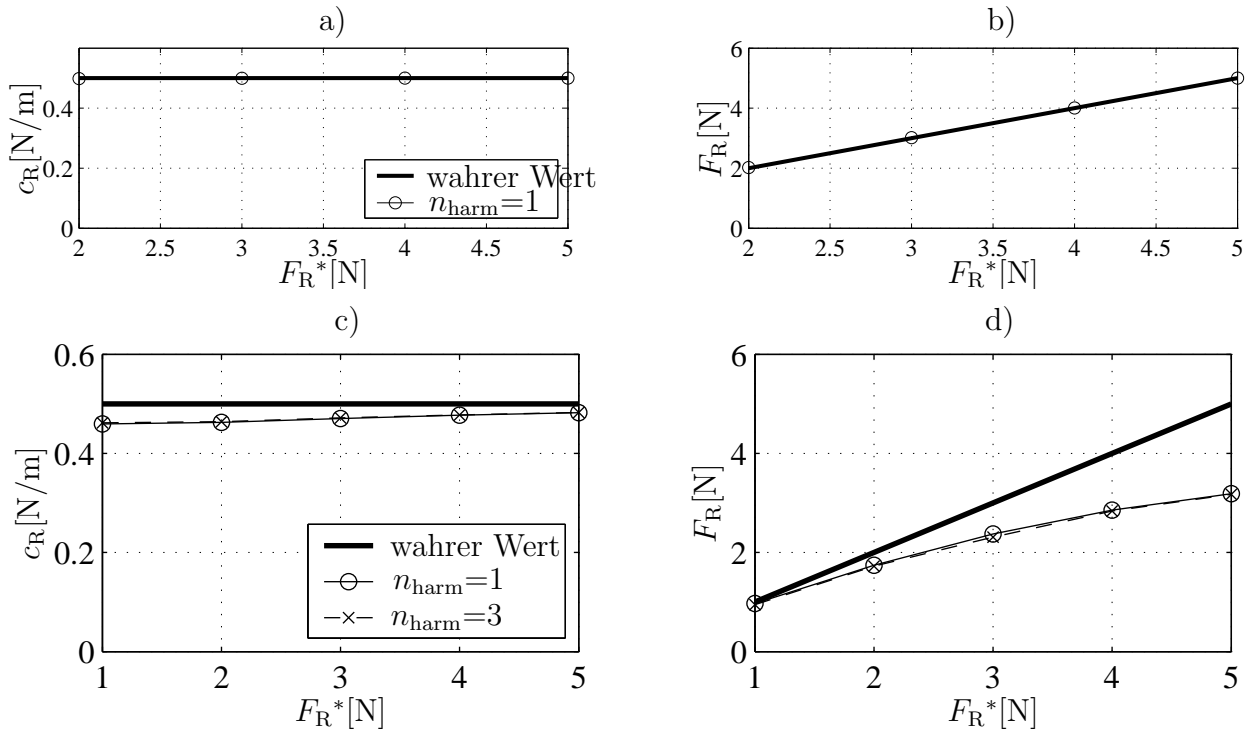 a)
c_R[N/m]
0.4
0.2
0
2 2.5 3 3.5 4 4.5 5
F_R*[N]
wahrer Wert
n_harm=1
b)
F_R[N]
6
4
2
0
2 2.5 3 3.5 4 4.5 5
F_R*[N]
c)
c_R[N/m]
0.6
0.4
0.2
0
1 2 3 4 5
F_R*[N]
wahrer Wert
n_harm=1
n_harm=3
d)
F_R[N]
6
4
2
0
1 2 3 4 5
F_R*[N]